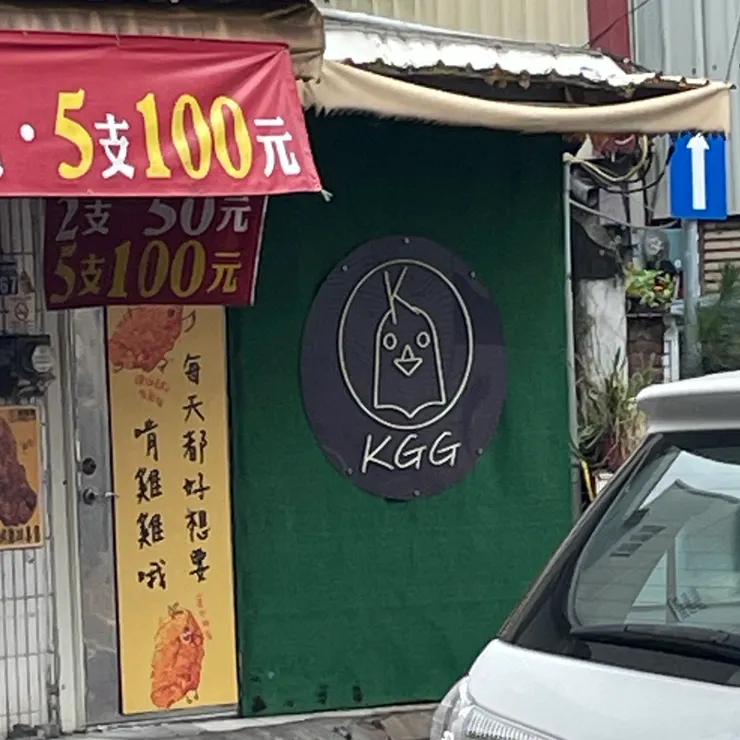 ·5支100元
2支 50元
5支100元
每天都好想要
啃雞雞哦
K
KGG